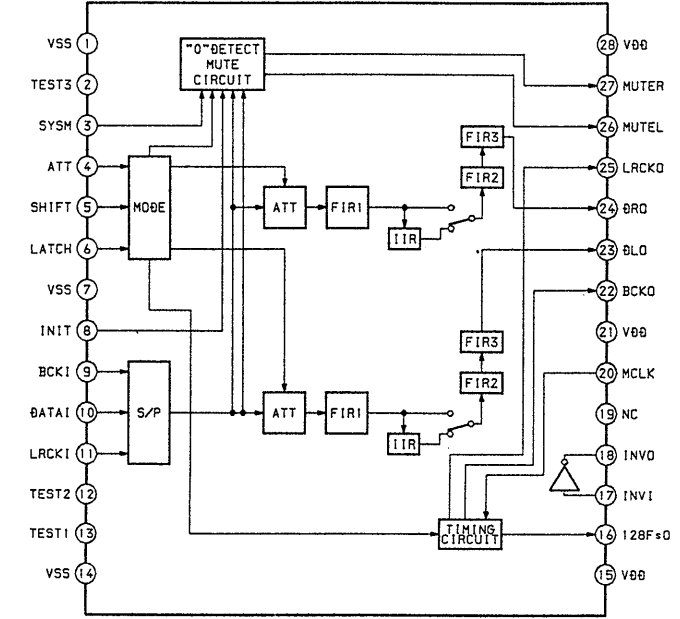 VSS 1
TEST3 2
SYSM 3
ATT 4
SHIFT 5
LATCH 6
VSS 7
INIT 8
BCKI 9
DATAI 10
LRCKI 11
TEST2 12
TEST1 13
VSS 14
"0"DETECT
MUTE
CIRCUIT
MODE
S/P
ATT
FIR1
IIR
FIR2
FIR3
ATT
FIR1
IIR
FIR2
FIR3
TIMING
CIRCUIT
28 VDD
27 MUTER
26 MUTEL
25 LRCKO
24 DRO
23 DLO
22 BCKO
21 VDD
20 MCLK
19 NC
18 INVO
17 INVI
16 128FsO
15 VDD